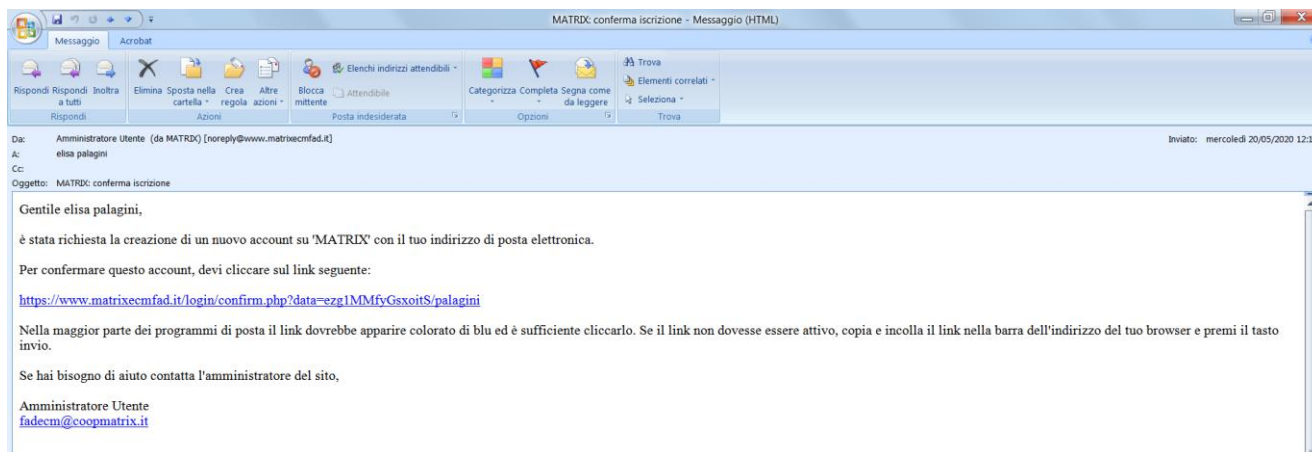 MATRIX: conferma iscrizione - Messaggio (HTML)
Messaggio Acrobat
Rispondi Rispondi a tutti Inoltra
Elimina Sposta nella cartella Crea regola Altre azioni
Blocca mittente
Elenchi indirizzi attendibili
Attendibile
Categorizza Completa Segna come da leggere
Trova
Elementi correlati
Seleziona
Rispondi Azioni Posta indesiderata Opzioni Trova
Da: Amministratore Utente (da MATRIX) [noreply@www.matrixecmfad.it] Inviato: mercoledì 20/05/2020 12:1
A: elisa palagini
Cc:
Oggetto: MATRIX: conferma iscrizione
Gentile elisa palagini,
è stata richiesta la creazione di un nuovo account su 'MATRIX' con il tuo indirizzo di posta elettronica.
Per confermare questo account, devi cliccare sul link seguente:
https://www.matrixecmfad.it/login/confirm.php?data=ezg1MMfyGsxoitS/palagini
Nella maggior parte dei programmi di posta il link dovrebbe apparire colorato di blu ed è sufficiente cliccarlo. Se il link non dovesse essere attivo, copia e incolla il link nella barra dell'indirizzo del tuo browser e premi il tasto
invio.
Se hai bisogno di aiuto contatta l'amministratore del sito,
Amministratore Utente
fadecm@coopmatrix.it